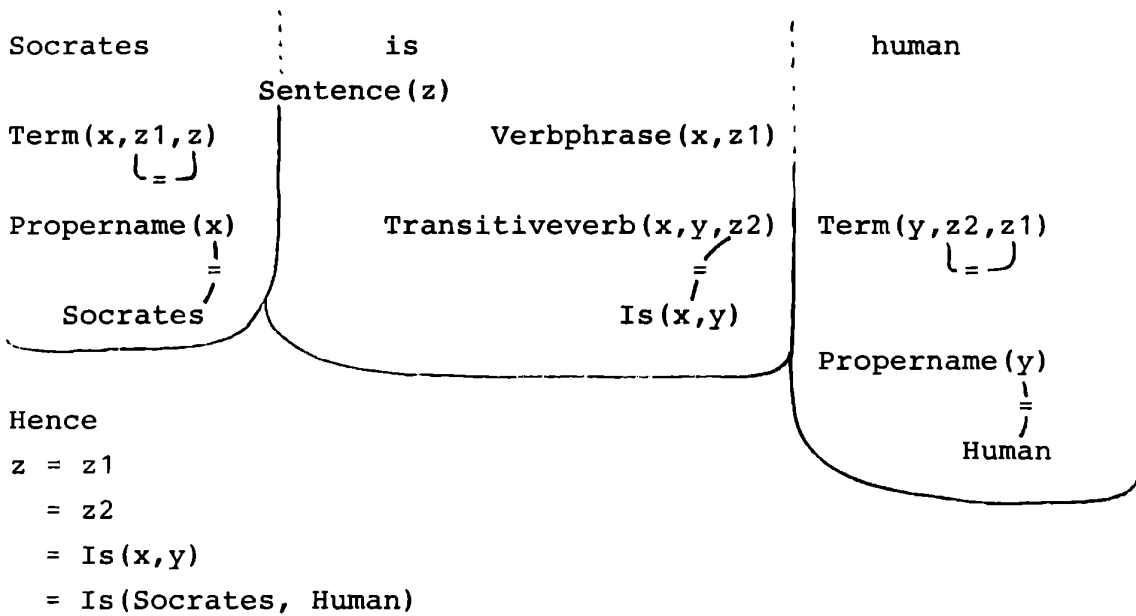 Socrates is human
Sentence(z)
Term(x,z1,z) Verbphrase(x,z1)
=
Propername(x) Transitiveverb(x,y,z2) Term(y,z2,z1)
= = =
Socrates Is(x,y)
Propername(y)
=
Human
Hence
z = z1
= z2
= Is(x,y)
= Is(Socrates, Human)